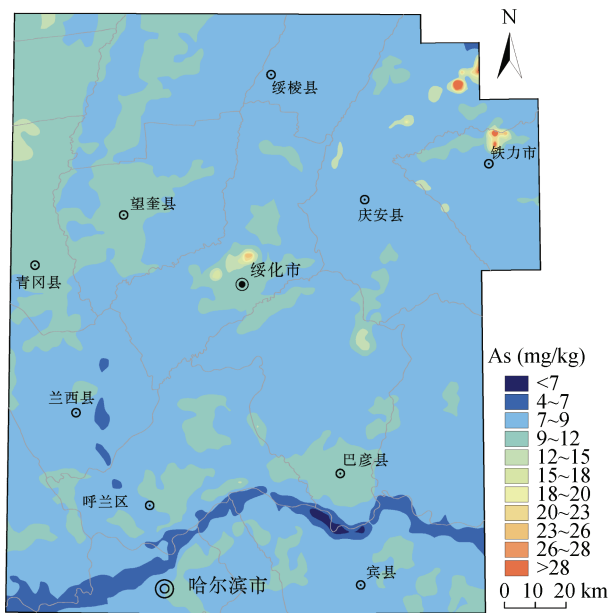 N
绥棱县
铁力市
望奎县
庆安县
青冈县
绥化市
兰西县
巴彦县
呼兰区
哈尔滨市
宾县
As (mg/kg)
<7
4~7
7~9
9~12
12~15
15~18
18~20
20~23
23~26
26~28
>28
0 10 20 km